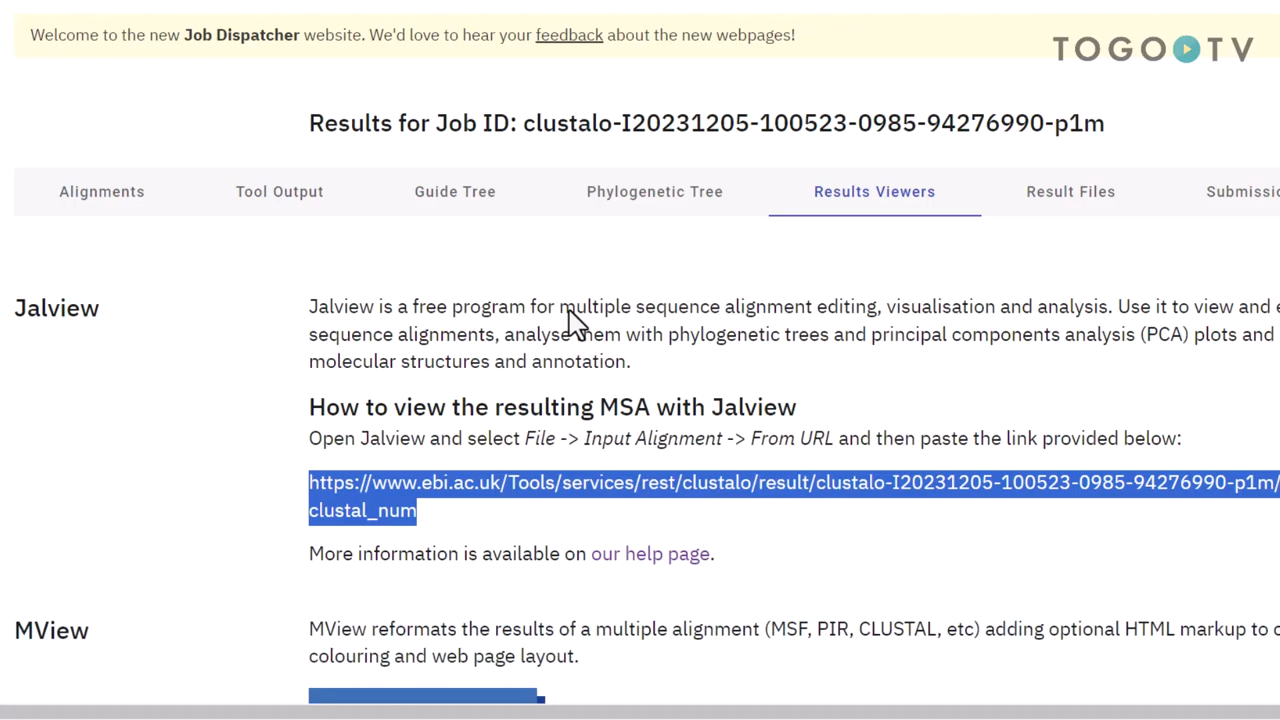 Welcome to the new Job Dispatcher website. We'd love to hear your feedback about the new webpages!
TOGO TV
Results for Job ID: clustalo-I20231205-100523-0985-94276990-p1m
Alignments Tool Output Guide Tree Phylogenetic Tree Results Viewers Result Files
Jalview
Jalview is a free program for multiple sequence alignment editing, visualisation and analysis. Use it to view and
sequence alignments, analyse them with phylogenetic trees and principal components analysis (PCA) plots and
molecular structures and annotation.
How to view the resulting MSA with Jalview
Open Jalview and select File -> Input Alignment -> From URL and then paste the link provided below:
https://www.ebi.ac.uk/Tools/services/rest/clustalo/result/clustalo-I20231205-100523-0985-94276990-p1m/
clustal_num
More information is available on our help page.
MView
MView reformats the results of a multiple alignment (MSF, PIR, CLUSTAL, etc) adding optional HTML markup to
colouring and web page layout.